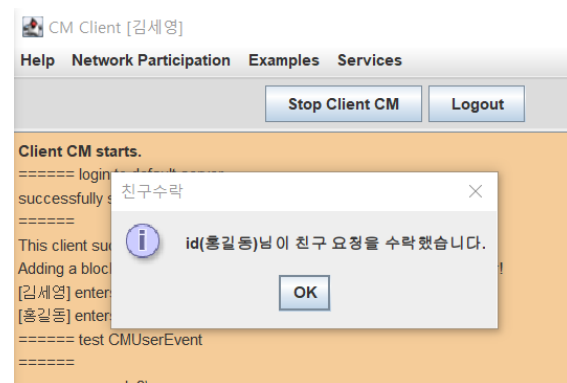 CM Client [김세영]
Help Network Participation Examples Services
Stop Client CM Logout
Client CM starts.
====== login to default server
successfully s
======
This client suc
Adding a bloc !
[김세영] enters
[홍길동] enters
====== test CMUserEvent
======
친구수락
id(홍길동)님이 친구 요청을 수락했습니다.
OK